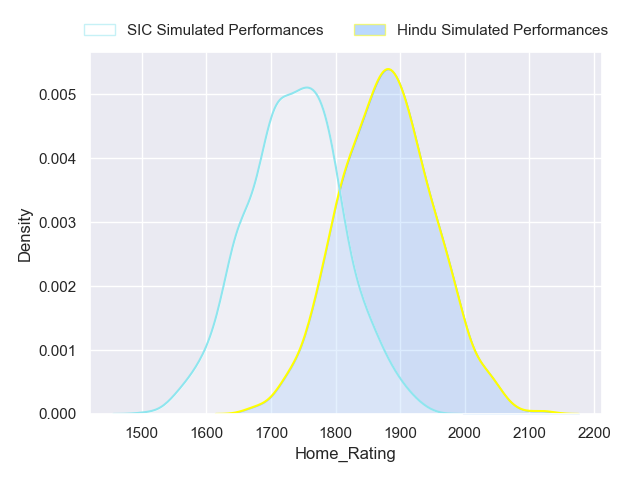 SIC Simulated Performances Hindu Simulated Performances
0.005
0.004
0.003
0.002
0.001
0.000
Density
1500 1600 1700 1800 1900 2000 2100 2200
Home_Rating